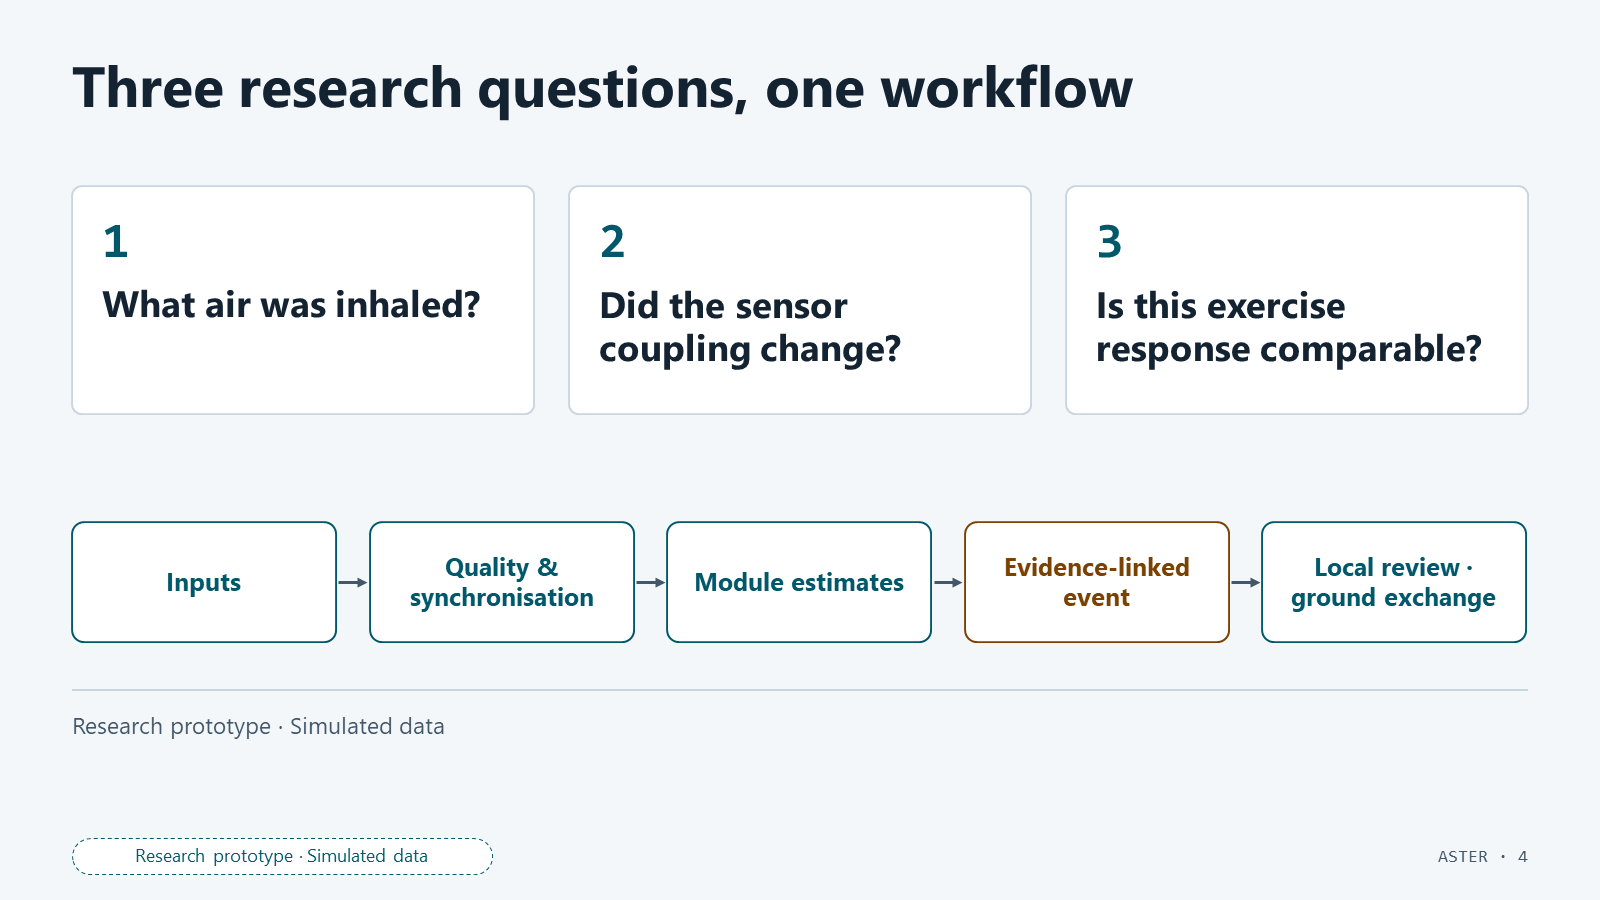 Three research questions, one workflow
1
What air was inhaled?
2
Did the sensor
coupling change?
3
Is this exercise
response comparable?
Inputs
Quality &
synchronisation
Module estimates
Evidence-linked
event
Local review ·
ground exchange
Research prototype · Simulated data
Research prototype · Simulated data
ASTER · 4